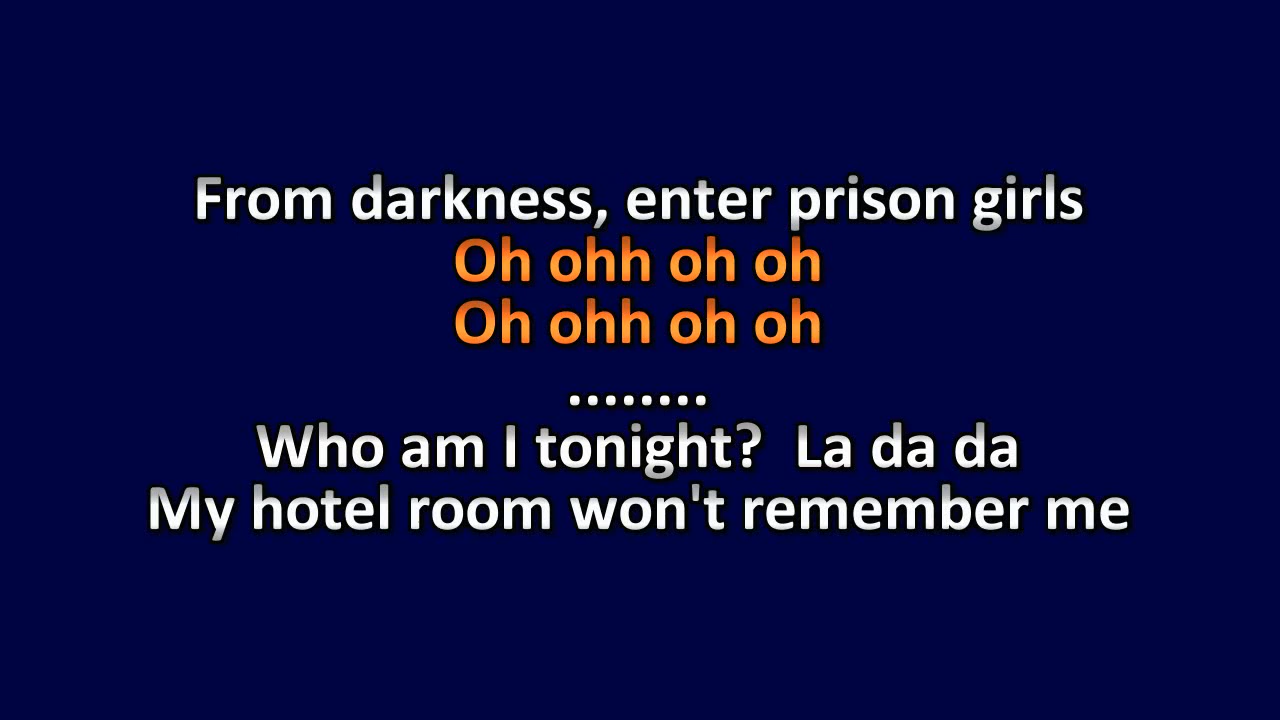 From darkness, enter prison girls
Oh ohh oh oh
Oh ohh oh oh
........
Who am I tonight?  La da da
My hotel room won't remember me